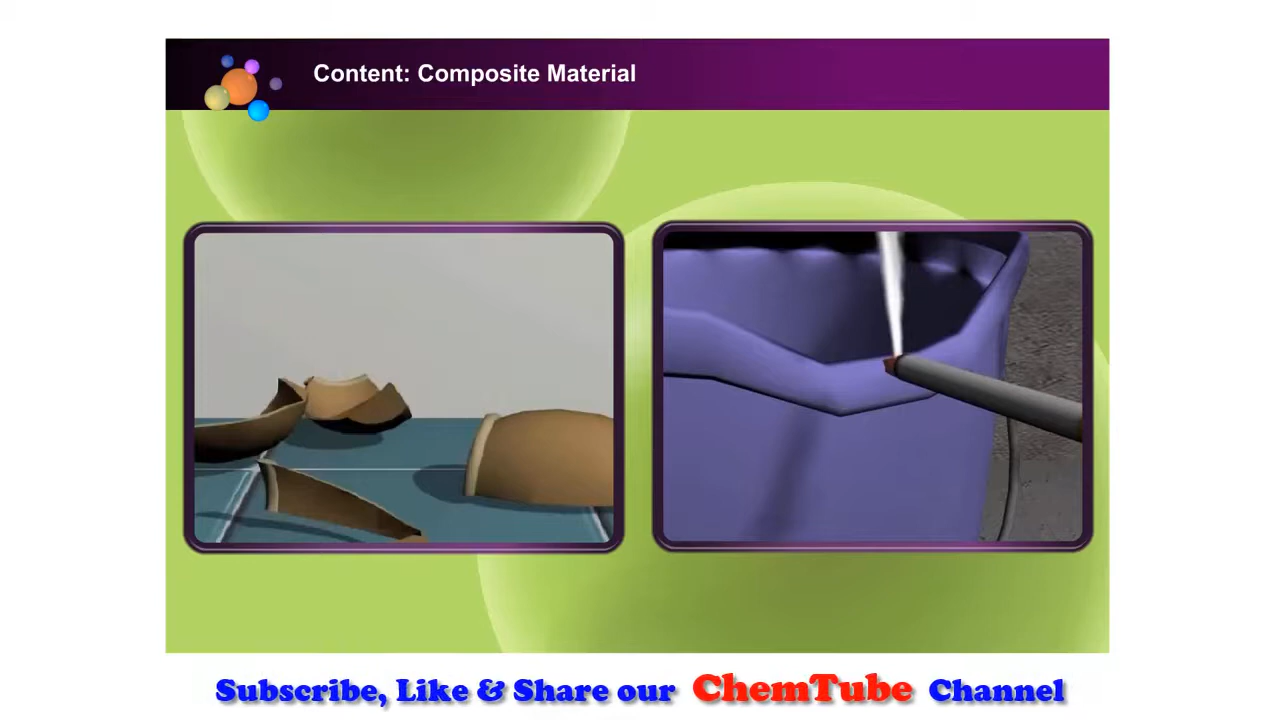 Content: Composite Material
Subscribe, Like & Share our ChemTube Channel